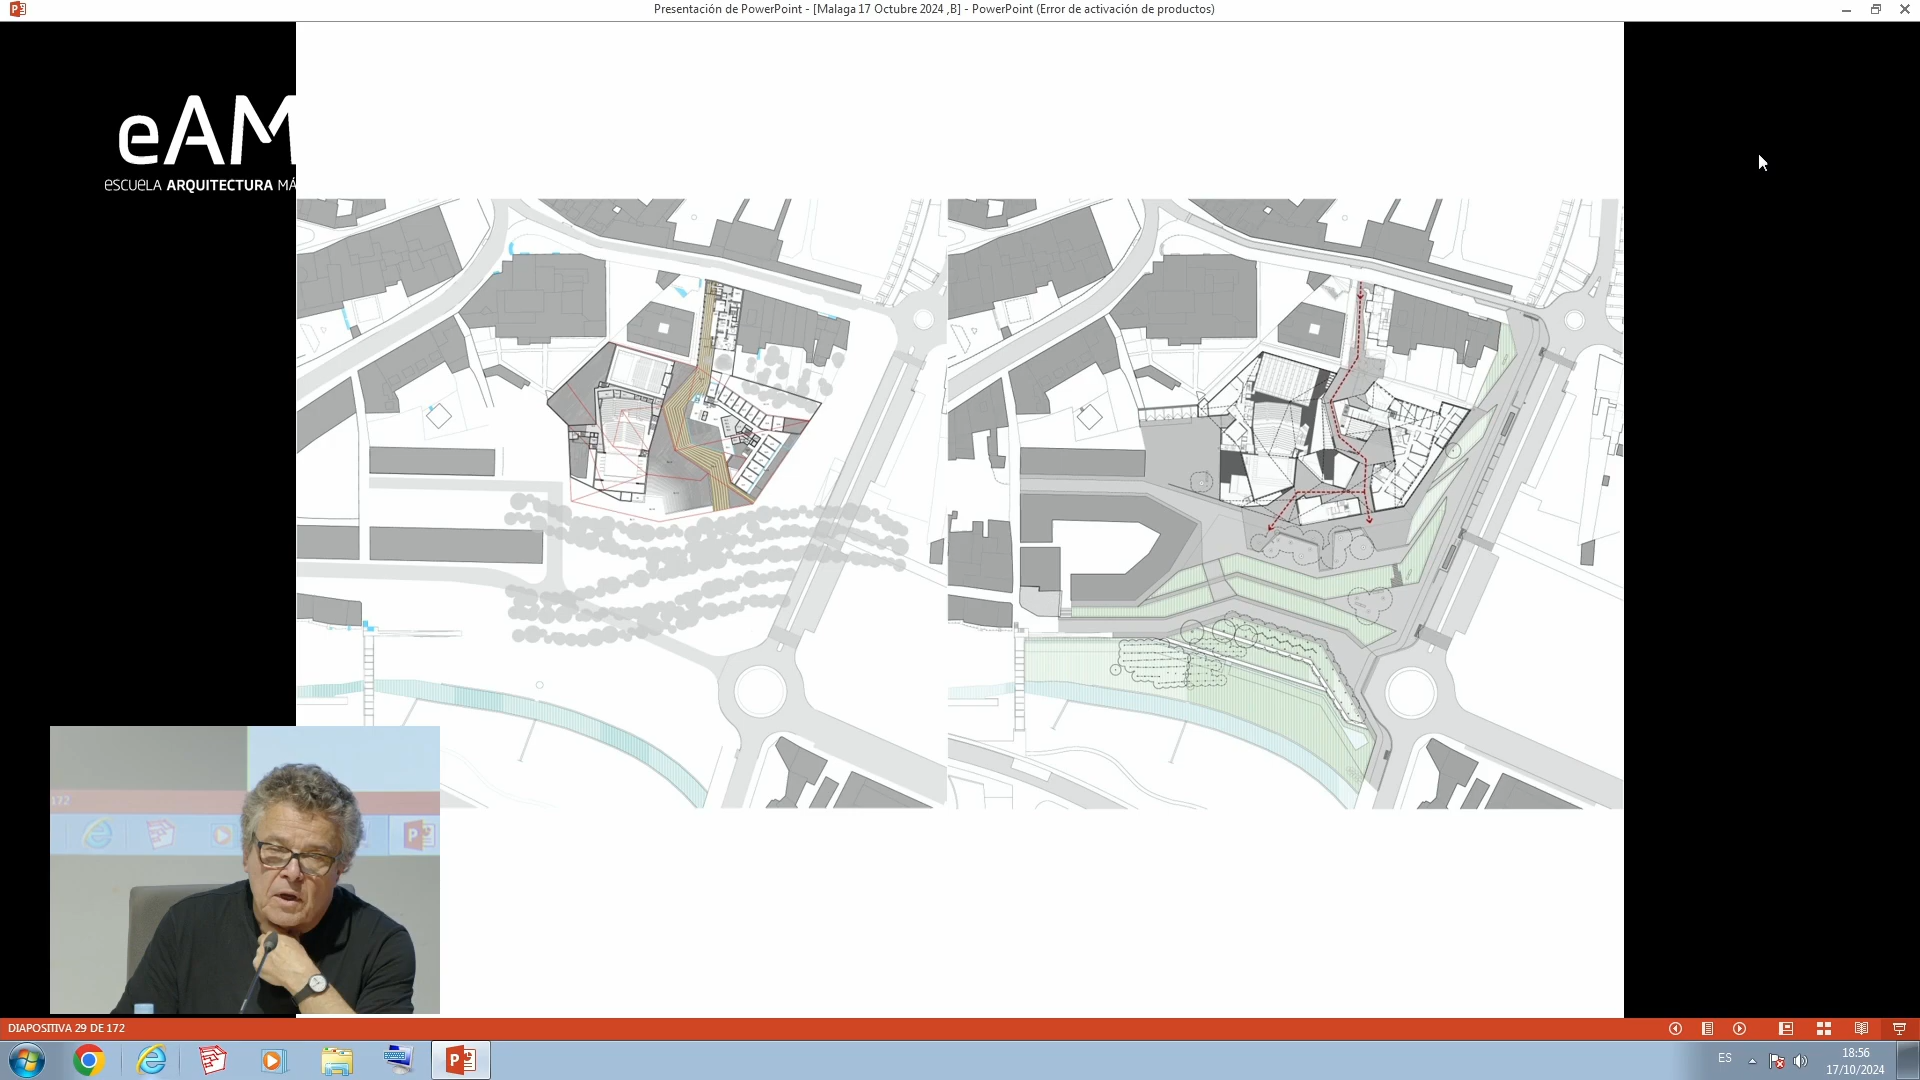 Presentación de PowerPoint - [Malaga 17 Octubre 2024 ,B] - PowerPoint (Error de activación de productos)
eAM
escuela ARQUITECTURA MÁ
172
DIAPOSITIVA 29 DE 172
ES
18:56
17/10/2024